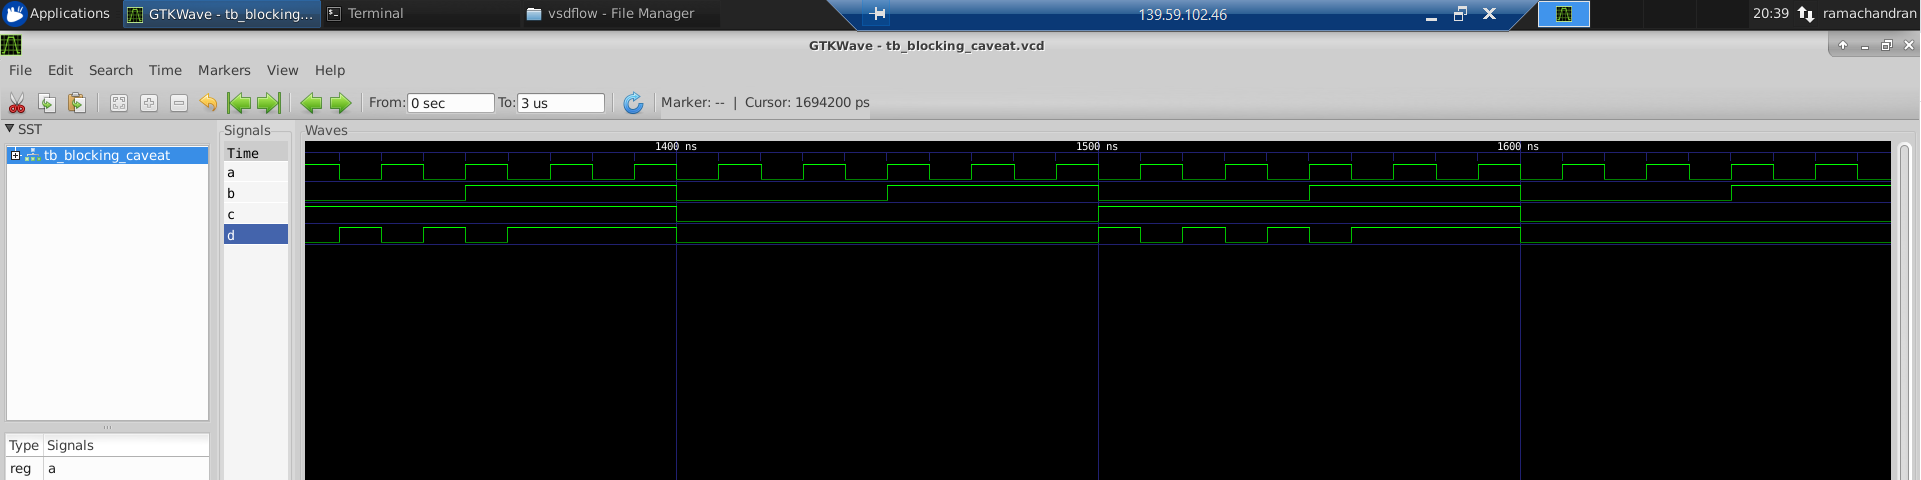 Applications GTKWave - tb_blocking... Terminal vsdflow - File Manager 139.59.102.46 20:39 ramachandran
GTKWave - tb_blocking_caveat.vcd
File Edit Search Time Markers View Help
From: 0 sec To: 3 us Marker: -- | Cursor: 1694200 ps
SST
tb_blocking_caveat
Type Signals
reg a
Signals
Time
a
b
c
d
Waves
1400 ns 1500 ns 1600 ns